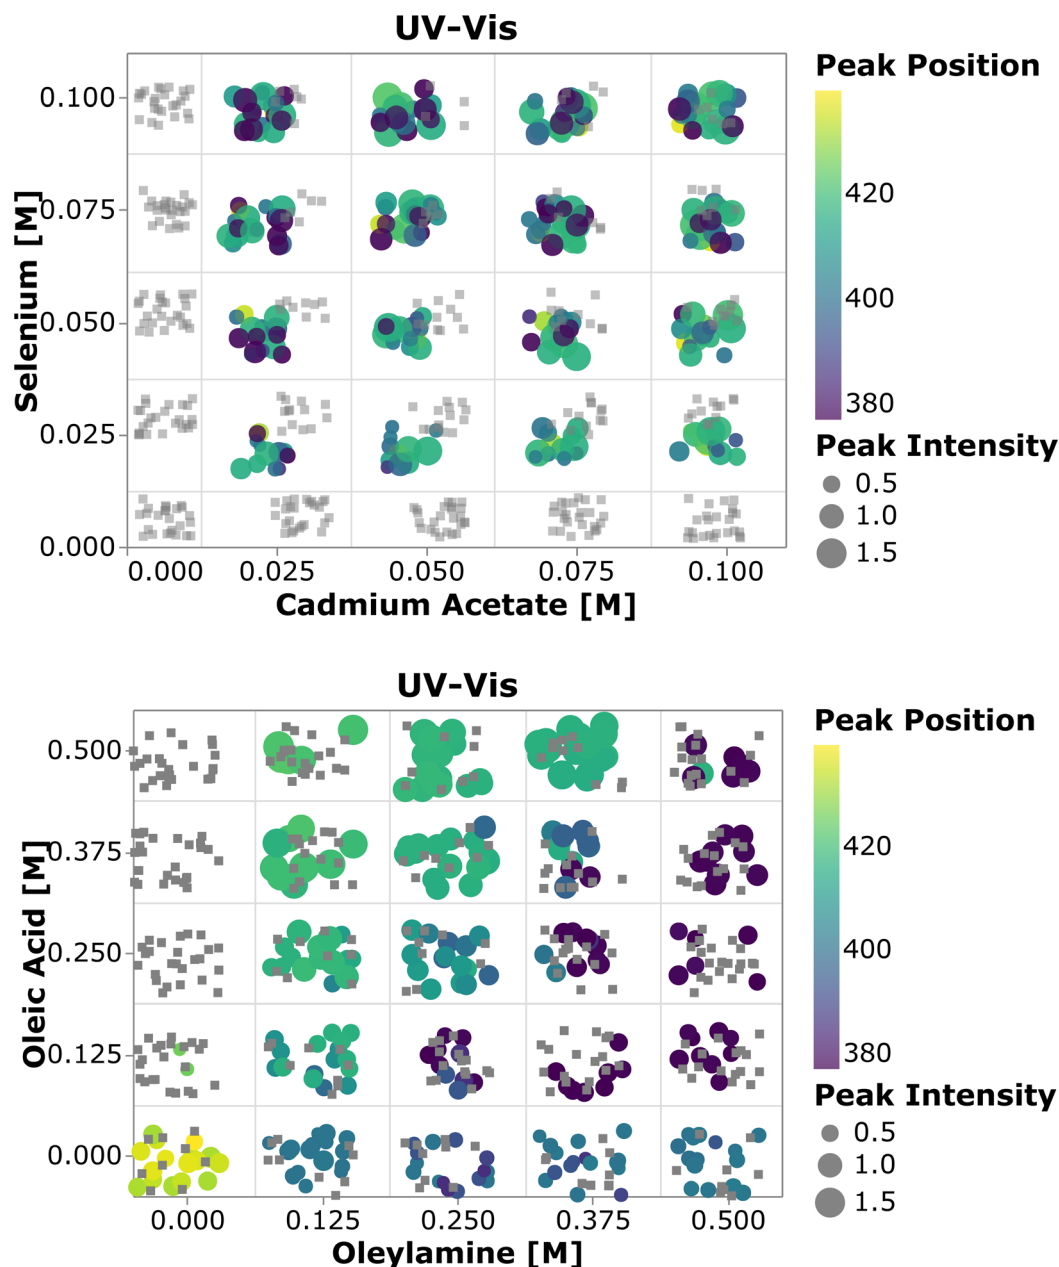 UV-Vis
Peak Position
420
400
380
Peak Intensity
0.5
1.0
1.5
Selenium [M]
0.100
0.075
0.050
0.025
0.000
0.000 0.025 0.050 0.075 0.100
Cadmium Acetate [M]
UV-Vis
Peak Position
420
400
380
Peak Intensity
0.5
1.0
1.5
Oleic Acid [M]
0.500
0.375
0.250
0.125
0.000
0.000 0.125 0.250 0.375 0.500
Oleylamine [M]